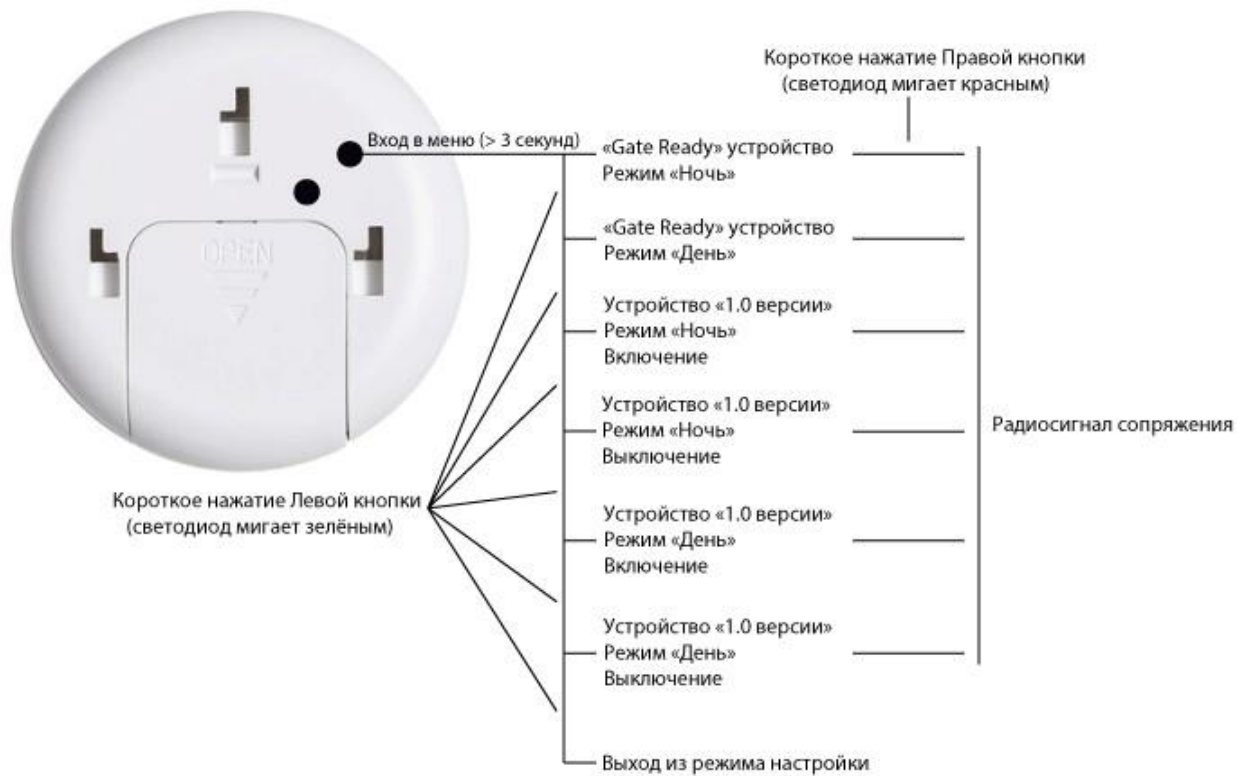 Короткое нажатие Правой кнопки
(светодиод мигает красным)
Вход в меню (> 3 секунд)
«Gate Ready» устройство
Режим «Ночь»
«Gate Ready» устройство
Режим «День»
OPEN
Устройство «1.0 версии»
Режим «Ночь»
Включение
Устройство «1.0 версии»
Режим «Ночь»
Выключение
Радиосигнал сопряжения
Короткое нажатие Левой кнопки
(светодиод мигает зелёным)
Устройство «1.0 версии»
Режим «День»
Включение
Устройство «1.0 версии»
Режим «День»
Выключение
Выход из режима настройки